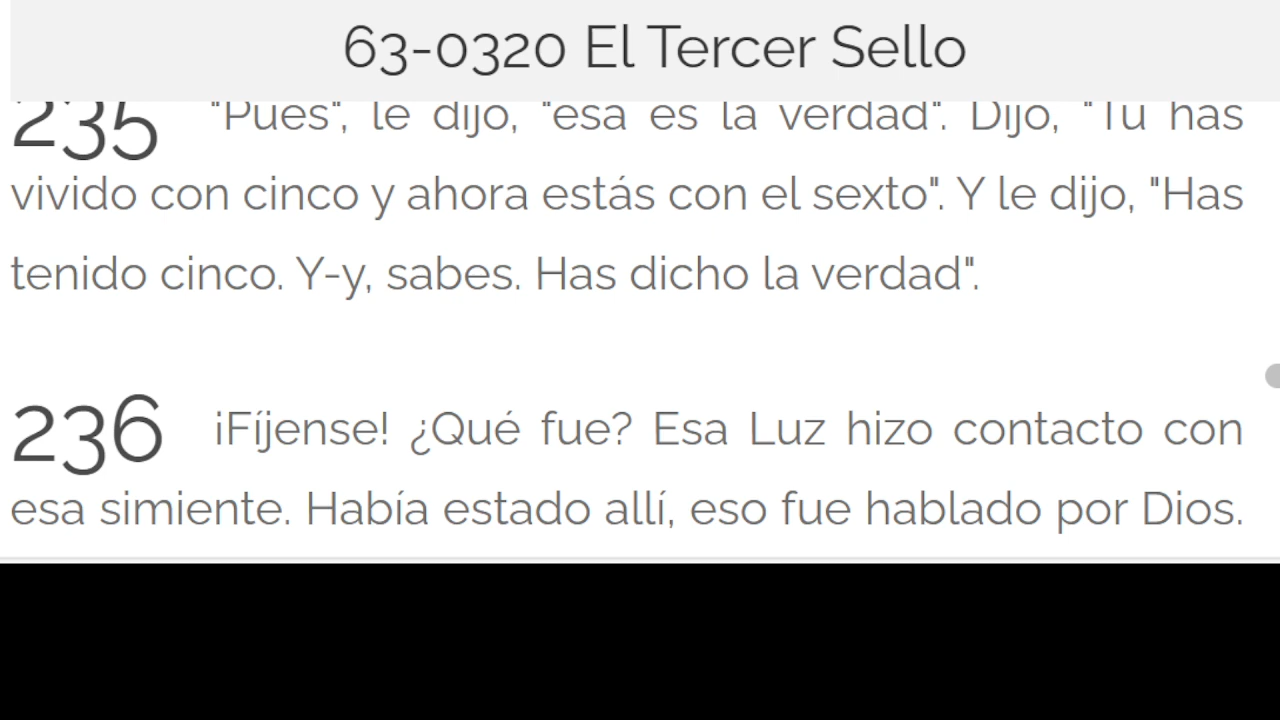 63-0320 El Tercer Sello
235 "Pues", le dijo, "esa es la verdad". Dijo, "Tú has
vivido con cinco y ahora estás con el sexto". Y le dijo, "Has
tenido cinco. Y-y, sabes. Has dicho la verdad".
236 ¡Fíjense! ¿Qué fue? Esa Luz hizo contacto con
esa simiente. Había estado allí, eso fue hablado por Dios.